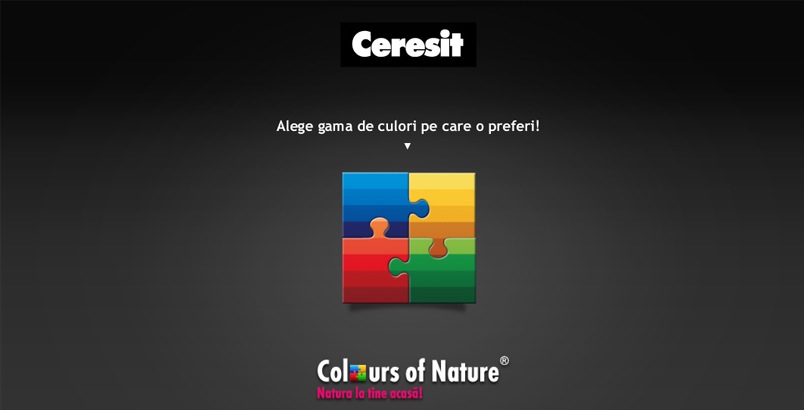 Ceresit
Alege gama de culori pe care o preferi!
Colours of Nature®
Natura la tine acasă!